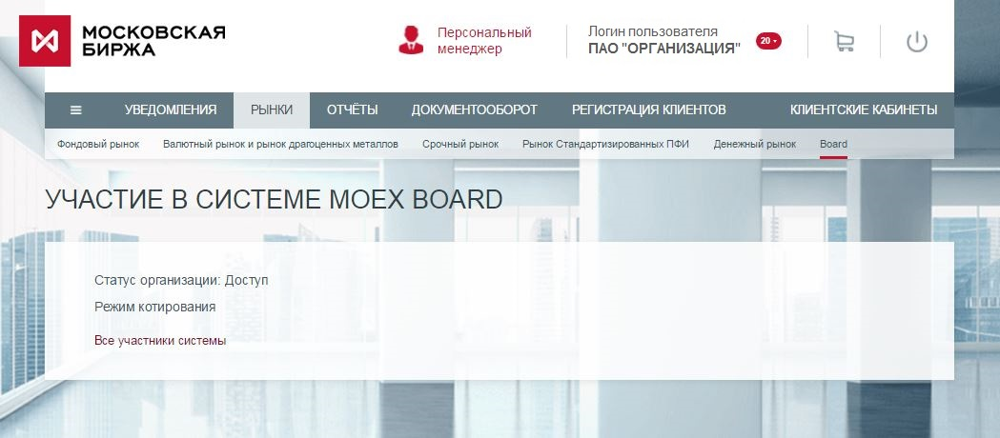 МОСКОВСКАЯ
БИРЖА
Персональный
менеджер
Логин пользователя
ПАО "ОРГАНИЗАЦИЯ"
20
УВЕДОМЛЕНИЯ РЫНКИ ОТЧЁТЫ ДОКУМЕНТООБОРОТ РЕГИСТРАЦИЯ КЛИЕНТОВ КЛИЕНТСКИЕ КАБИНЕТЫ
Фондовый рынок Валютный рынок и рынок драгоценных металлов Срочный рынок Рынок Стандартизированных ПФИ Денежный рынок Board
УЧАСТИЕ В СИСТЕМЕ MOEX BOARD
Статус организации: Доступ
Режим котирования
Все участники системы